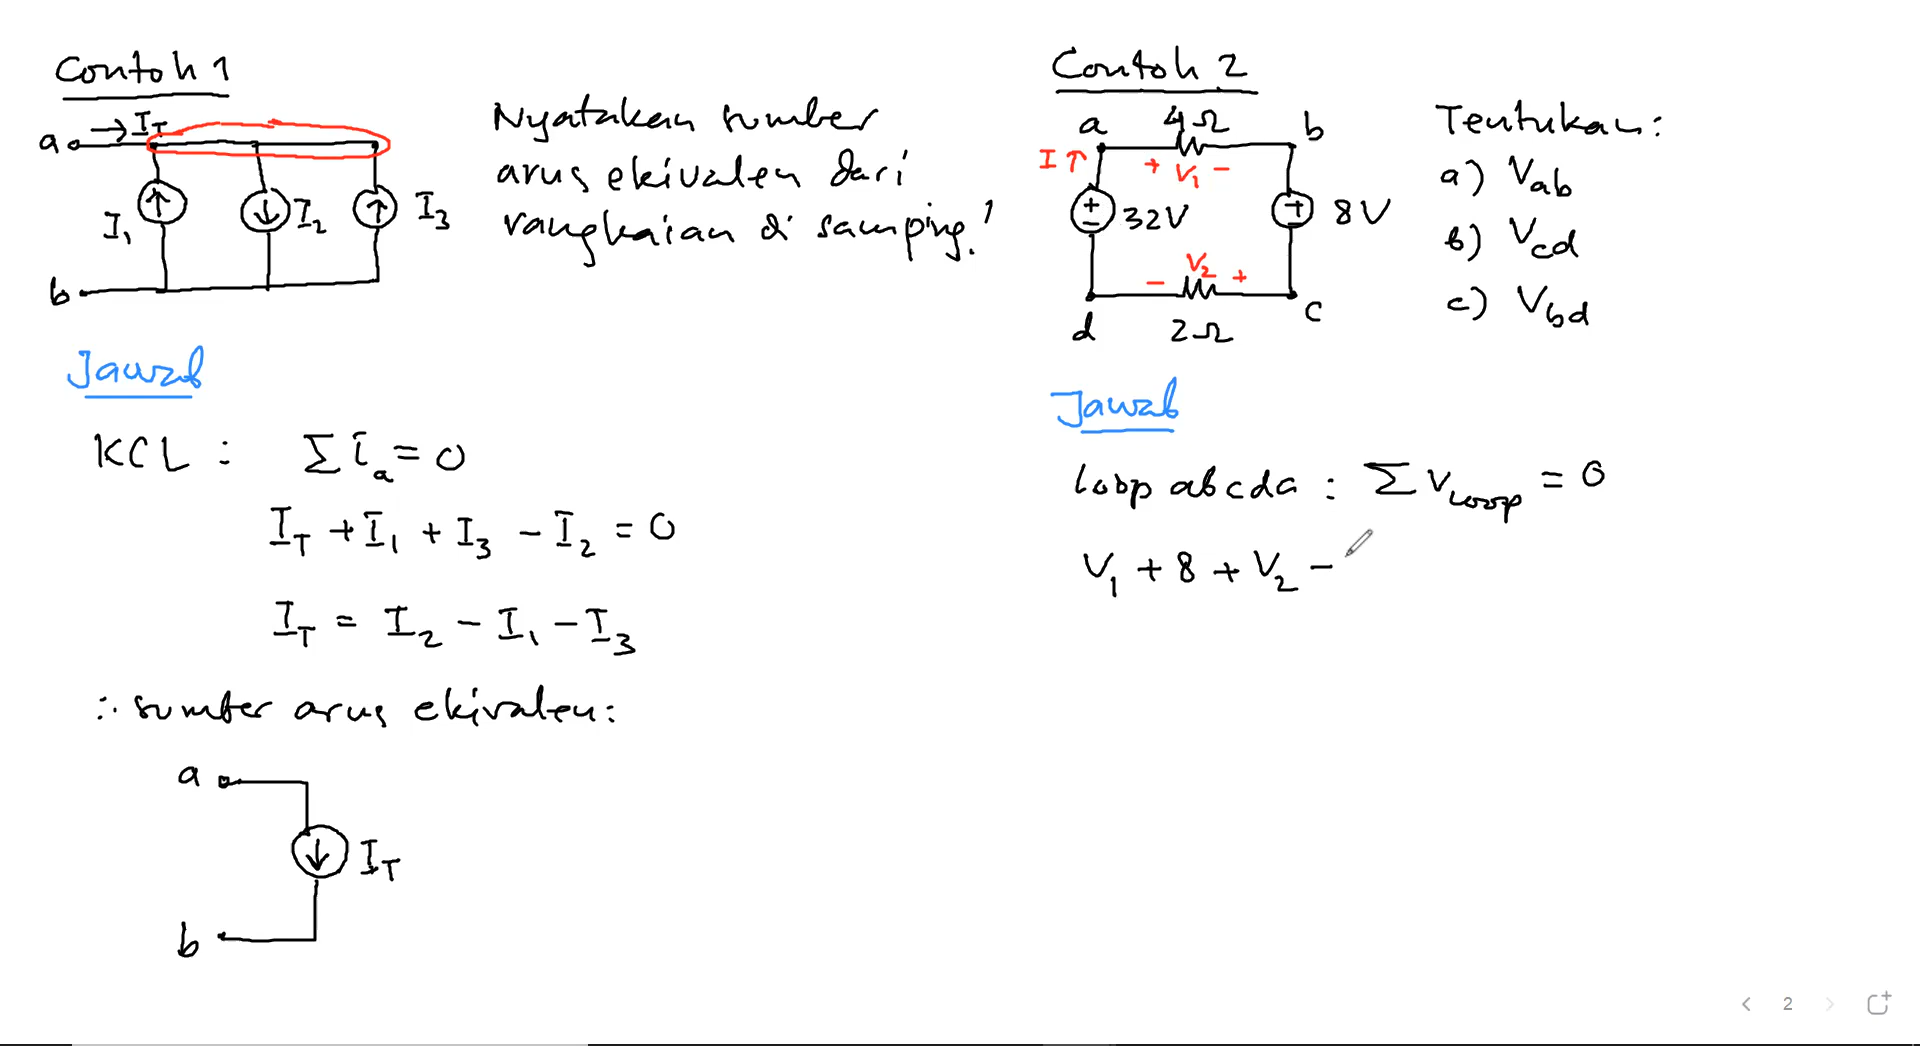 Contoh 1
I_T
a
I_1
I_2
I_3
b
Nyatakan sumber
arus ekivalen dari
rangkaian di samping!
Jawab
KCL : Σ i_a = 0
I_T + I_1 + I_3 - I_2 = 0
I_T = I_2 - I_1 - I_3
∴ sumber arus ekivalen:
a
I_T
b
Contoh 2
a 4Ω b
I ↑ + V_1 -
+ - 32V
+ - 8V
- V_2 +
d 2Ω c
Tentukan:
a) V_ab
b) V_cd
c) V_bd
Jawab
loop abcda : Σ V_loop = 0
V_1 + 8 + V_2 -
2